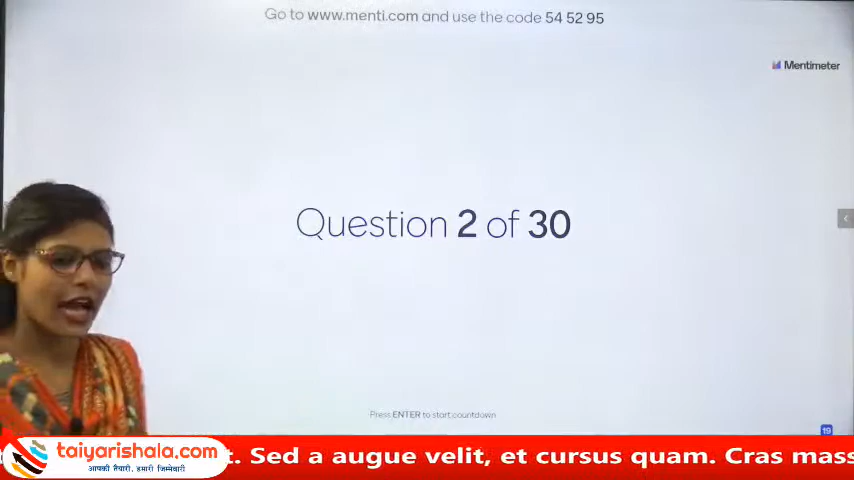 Go to www.menti.com and use the code 54 52 95
Mentimeter
Question 2 of 30
Press ENTER to start countdown
19
taiyarishala.com
आपकी तैयारी, हमारी जिम्मेवारी
t. Sed a augue velit, et cursus quam. Cras mass